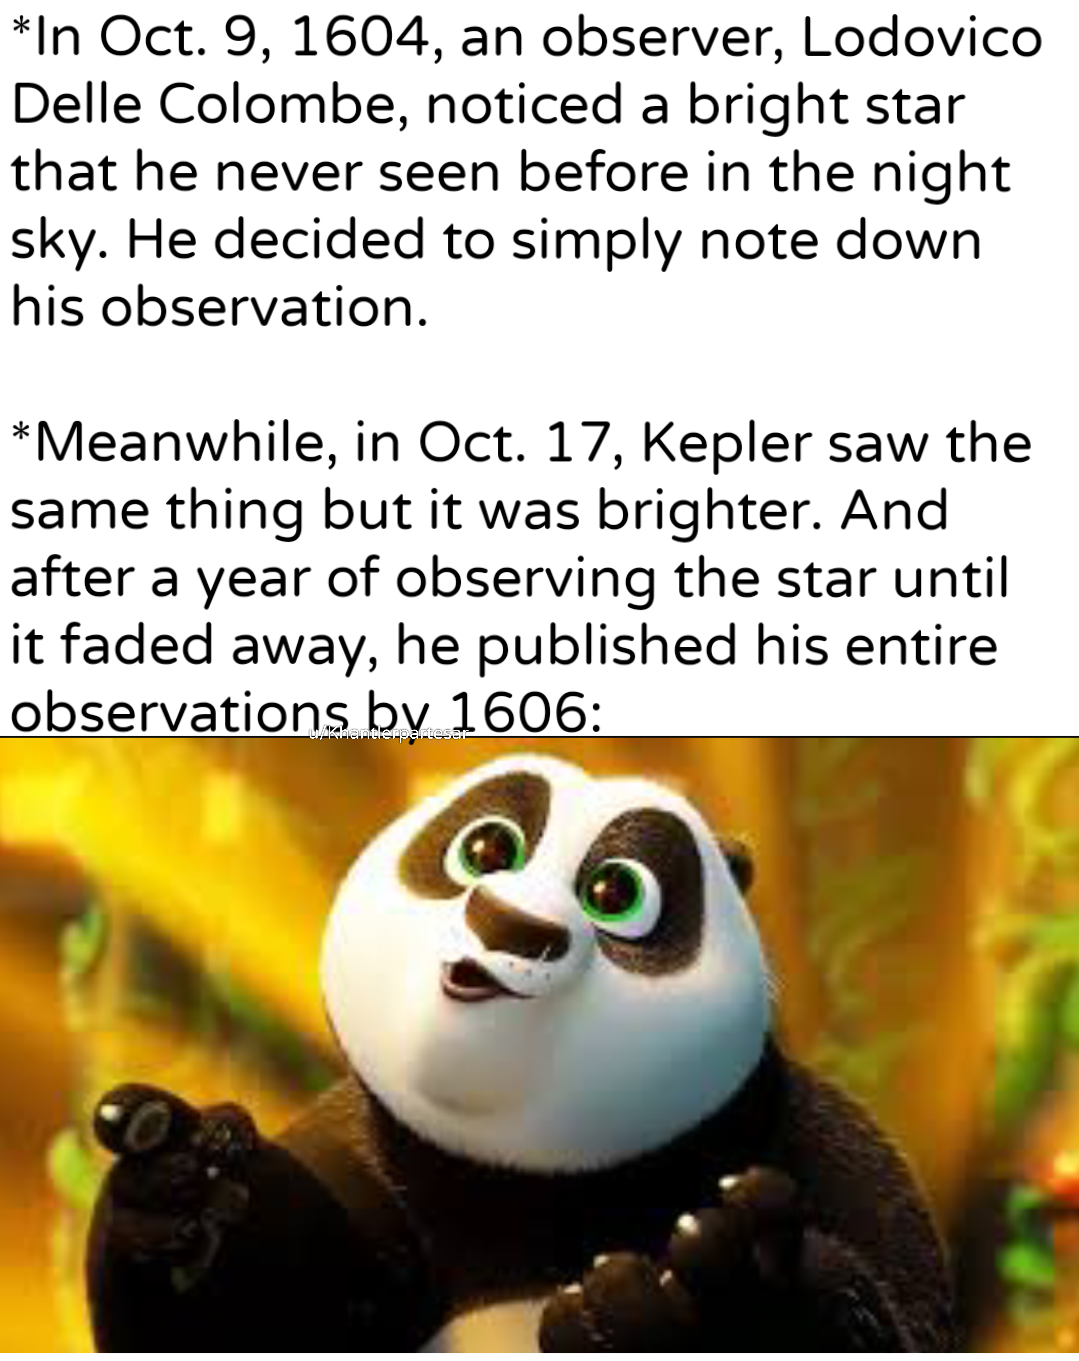 *In Oct. 9, 1604, an observer, Lodovico
Delle Colombe, noticed a bright star
that he never seen before in the night
sky. He decided to simply note down
his observation.
*Meanwhile, in Oct. 17, Kepler saw the
same thing but it was brighter. And
after a year of observing the star until
it faded away, he published his entire
observations by 1606:
u/Khantlerpartesar